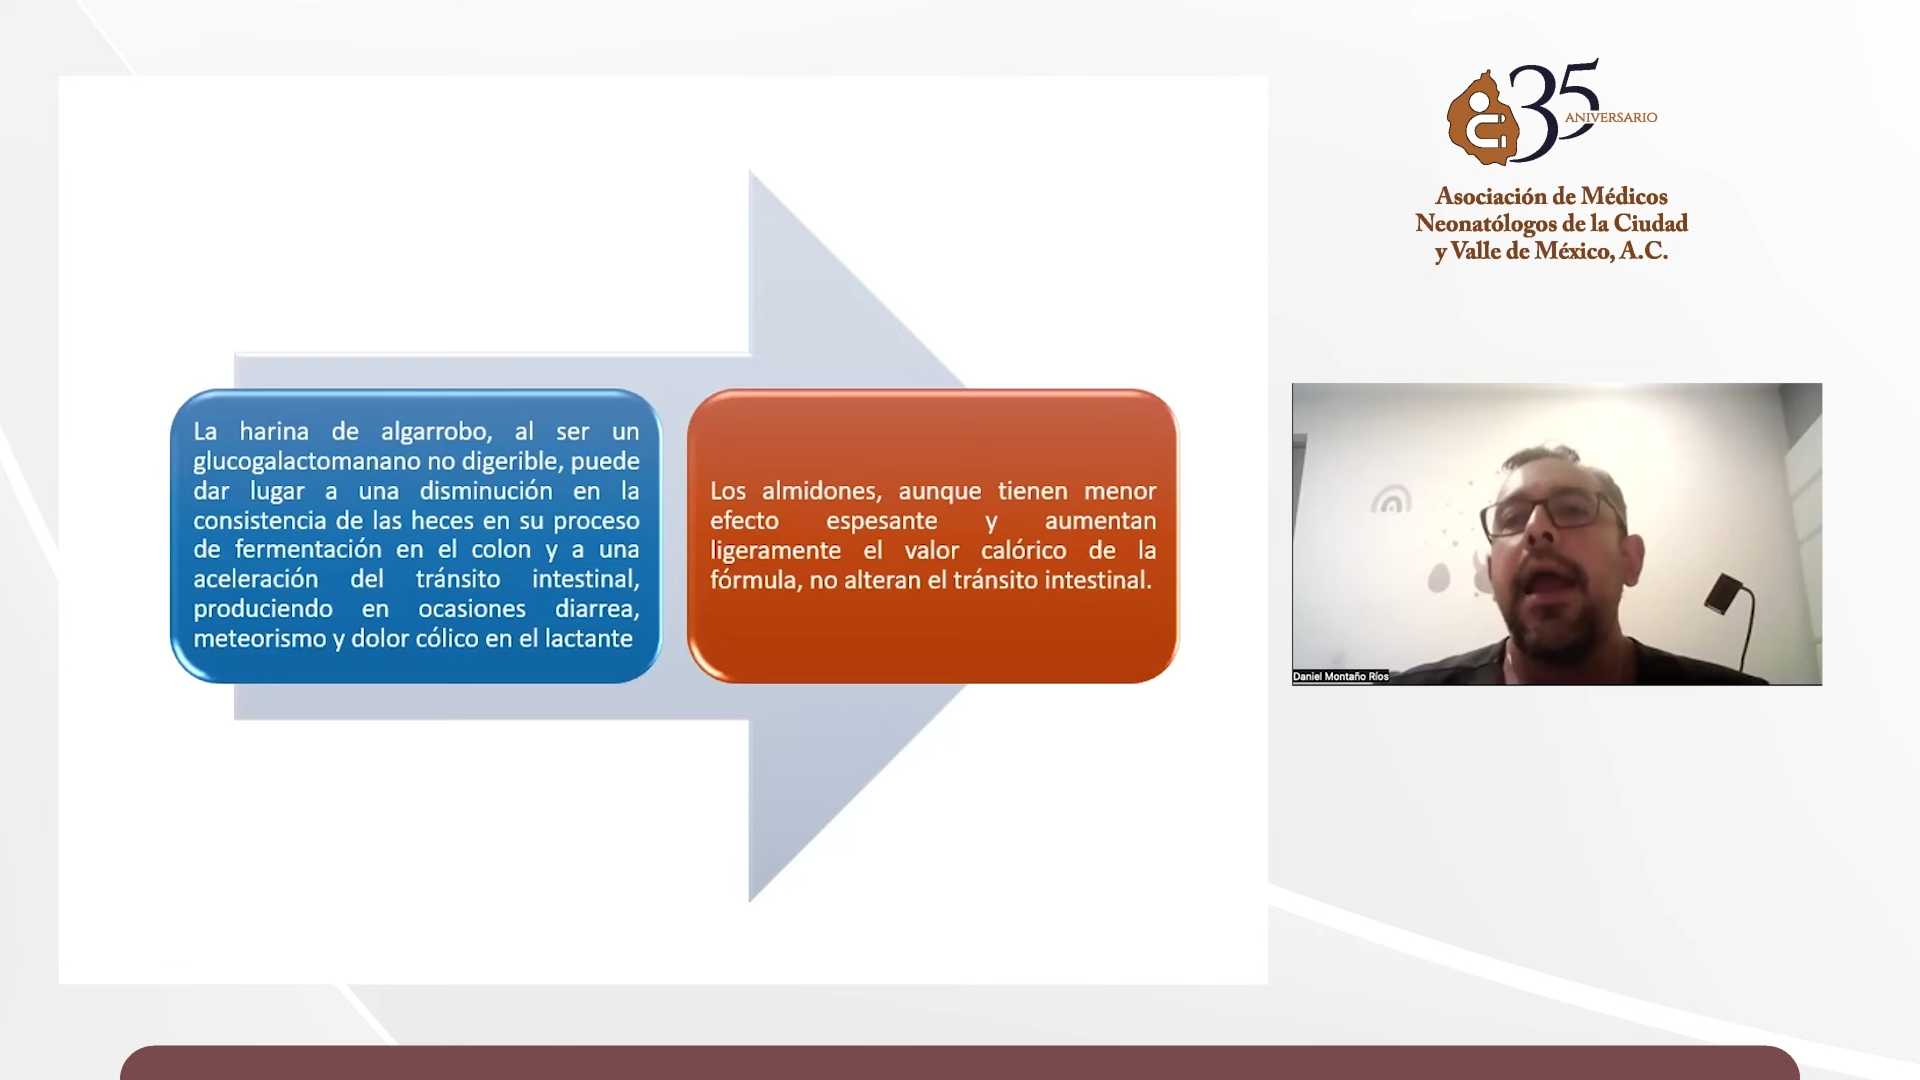 La harina de algarrobo, al ser un
glucogalactomanano no digerible, puede
dar lugar a una disminución en la
consistencia de las heces en su proceso
de fermentación en el colon y a una
aceleración del tránsito intestinal,
produciendo en ocasiones diarrea,
meteorismo y dolor cólico en el lactante
Los almidones, aunque tienen menor
efecto espesante y aumentan
ligeramente el valor calórico de la
fórmula, no alteran el tránsito intestinal.
35
ANIVERSARIO
Asociación de Médicos
Neonatólogos de la Ciudad
y Valle de México, A.C.
Daniel Montaño Ríos